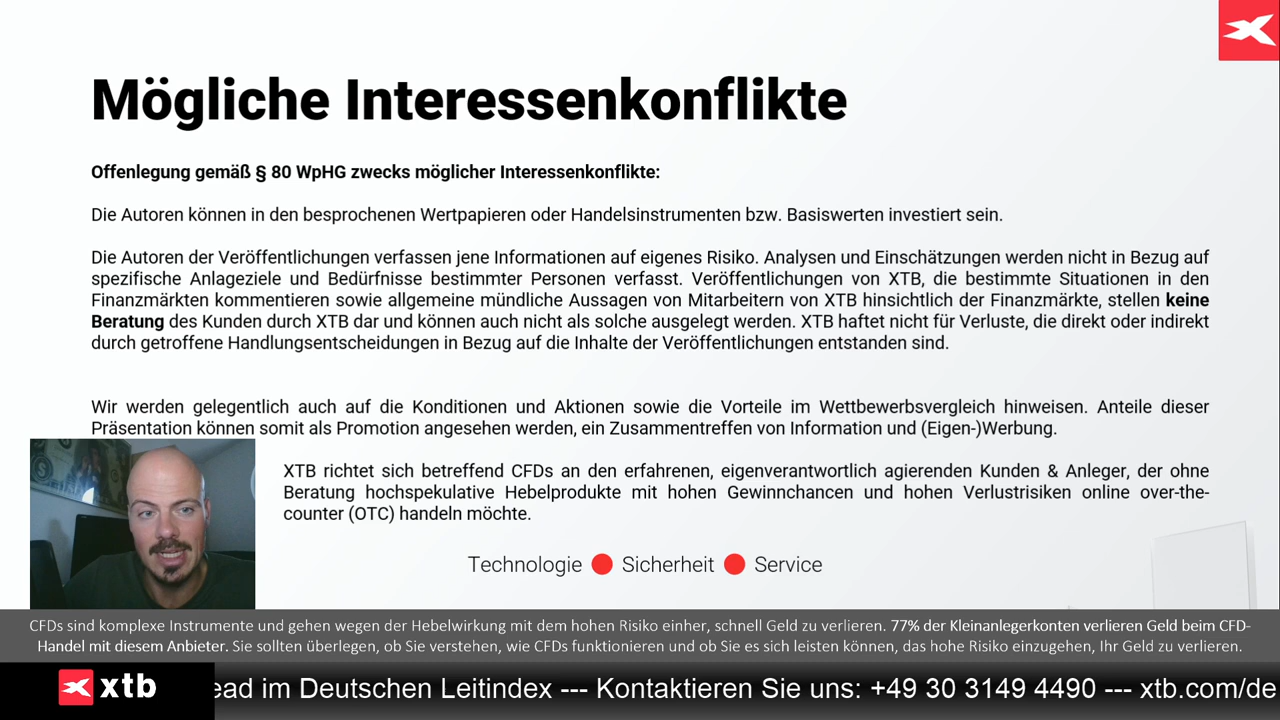 Mögliche Interessenkonflikte
Offenlegung gemäß § 80 WpHG zwecks möglicher Interessenkonflikte:
Die Autoren können in den besprochenen Wertpapieren oder Handelsinstrumenten bzw. Basiswerten investiert sein.
Die Autoren der Veröffentlichungen verfassen jene Informationen auf eigenes Risiko. Analysen und Einschätzungen werden nicht in Bezug auf
spezifische Anlageziele und Bedürfnisse bestimmter Personen verfasst. Veröffentlichungen von XTB, die bestimmte Situationen in den
Finanzmärkten kommentieren sowie allgemeine mündliche Aussagen von Mitarbeitern von XTB hinsichtlich der Finanzmärkte, stellen keine
Beratung des Kunden durch XTB dar und können auch nicht als solche ausgelegt werden. XTB haftet nicht für Verluste, die direkt oder indirekt
durch getroffene Handlungsentscheidungen in Bezug auf die Inhalte der Veröffentlichungen entstanden sind.
Wir werden gelegentlich auch auf die Konditionen und Aktionen sowie die Vorteile im Wettbewerbsvergleich hinweisen. Anteile dieser
Präsentation können somit als Promotion angesehen werden, ein Zusammentreffen von Information und (Eigen-)Werbung.
XTB richtet sich betreffend CFDs an den erfahrenen, eigenverantwortlich agierenden Kunden & Anleger, der ohne
Beratung hochspekulative Hebelprodukte mit hohen Gewinnchancen und hohen Verlustrisiken online over-the-
counter (OTC) handeln möchte.
Technologie Sicherheit Service
CFDs sind komplexe Instrumente und gehen wegen der Hebelwirkung mit dem hohen Risiko einher, schnell Geld zu verlieren. 77% der Kleinanlegerkonten verlieren Geld beim CFD-
Handel mit diesem Anbieter. Sie sollten überlegen, ob Sie verstehen, wie CFDs funktionieren und ob Sie es sich leisten können, das hohe Risiko einzugehen, Ihr Geld zu verlieren.
xtb ead im Deutschen Leitindex --- Kontaktieren Sie uns: +49 30 3149 4490 --- xtb.com/de